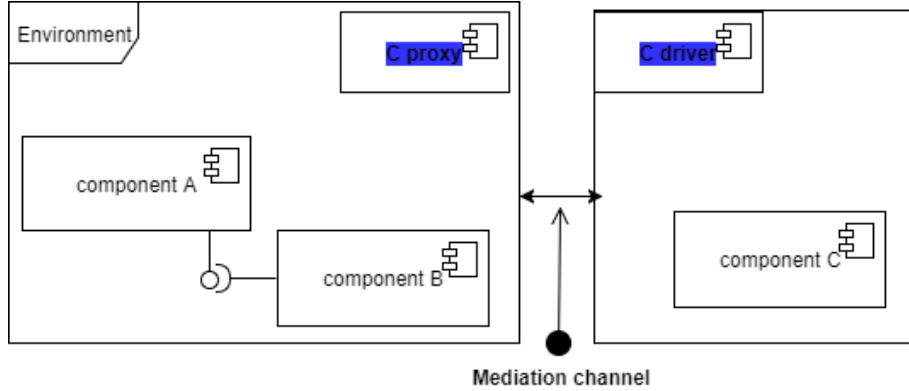 Environment
C proxy
C driver
component A
component B
component C
Mediation channel